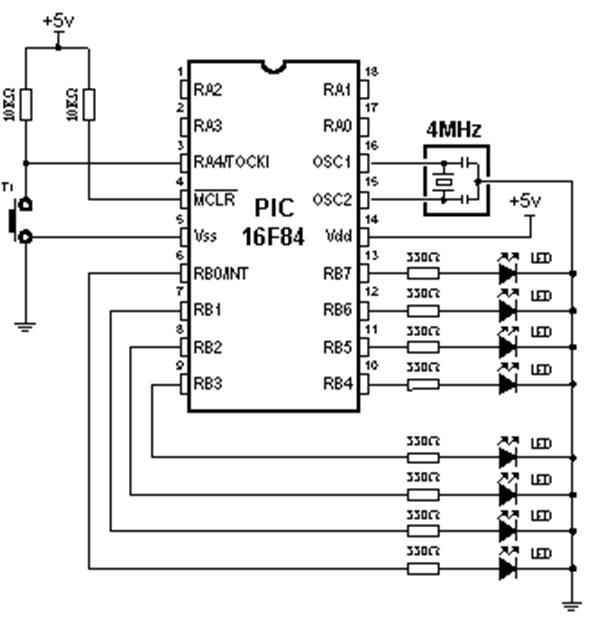 +5v
10KΩ
10KΩ
T1
1
RA2
2
RA3
3
RA4/TOCKI
4
MCLR
5
Vss
6
RB0/INT
7
RB1
8
RB2
9
RB3
PIC
16F84
18
RA1
17
RA0
16
OSC1
15
OSC2
14
Vdd
13
RB7
12
RB6
11
RB5
10
RB4
4MHz
+5v
330Ω LED
330Ω LED
330Ω LED
330Ω LED
330Ω LED
330Ω LED
330Ω LED
330Ω LED